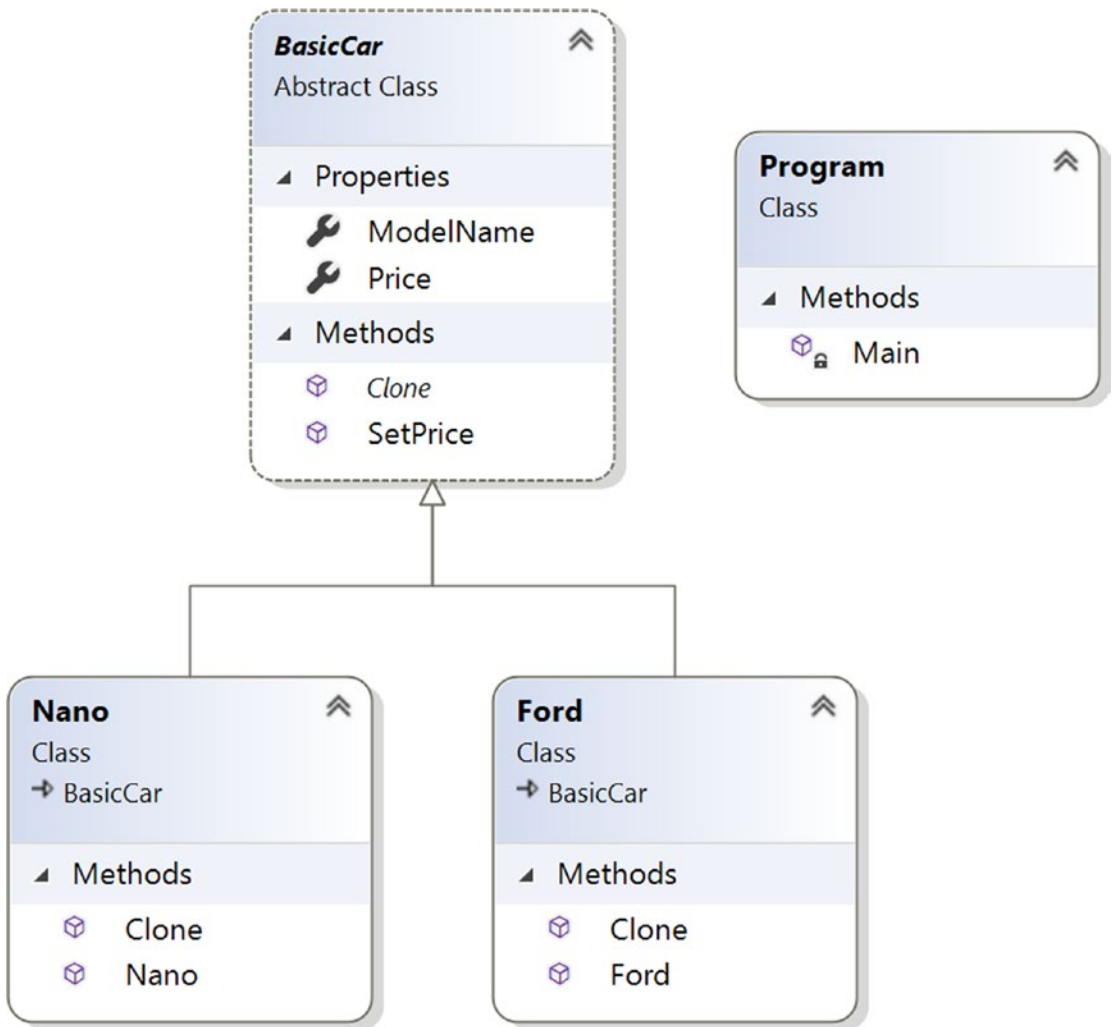 BasicCar
Abstract Class
Properties
ModelName
Price
Methods
Clone
SetPrice
Program
Class
Methods
Main
Nano
Class
BasicCar
Methods
Clone
Nano
Ford
Class
BasicCar
Methods
Clone
Ford